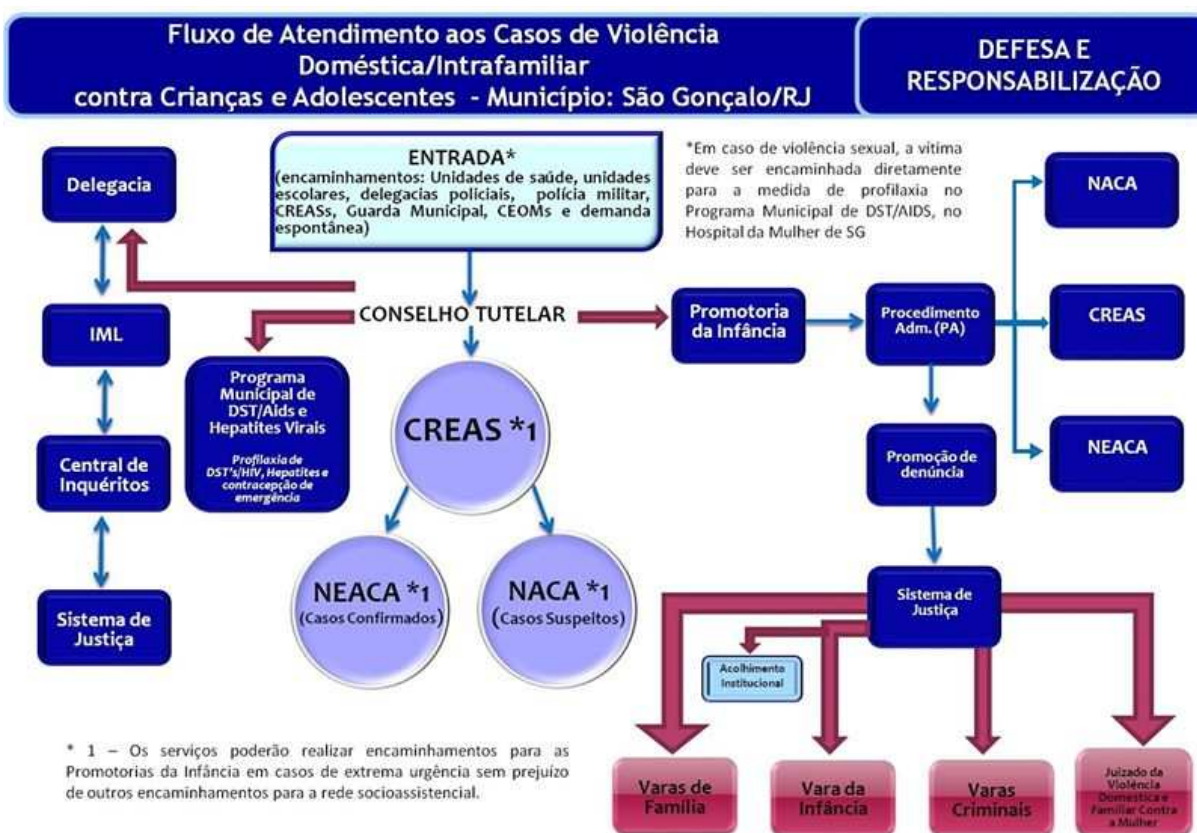 Fluxo de Atendimento aos Casos de Violência
Doméstica/Intrafamiliar
contra Crianças e Adolescentes - Município: São Gonçalo/RJ
DEFESA E
RESPONSABILIZAÇÃO
ENTRADA*
(encaminhamentos: Unidades de saúde, unidades
escolares, delegacias policiais, polícia militar,
CREASs, Guarda Municipal, CEOMs e demanda
espontânea)
*Em caso de violência sexual, a vitima
deve ser encaminhada diretamente
para a medida de profilaxia no
Programa Municipal de DST/AIDS, no
Hospital da Mulher de SG
Delegacia
IML
Central de
Inquéritos
Sistema de
Justiça
CONSELHO TUTELAR
Programa
Municipal de
DST/Aids e
Hepatites Virais
Profilaxia de
DST's/HIV, Hepatites e
contracepção de
emergência
CREAS *1
NEACA *1
(Casos Confirmados)
NACA *1
(Casos Suspeitos)
Promotoria
da Infância
Procedimento
Adm. (PA)
NACA
CREAS
NEACA
Promoção de
denúncia
Sistema de
Justiça
Acolhimento
Institucional
Varas de
Família
Vara da
Infância
Varas
Criminais
Juizado da
Violência
Domestica e
Familiar Contra
a Mulher
* 1 – Os serviços poderão realizar encaminhamentos para as
Promotorias da Infância em casos de extrema urgência sem prejuízo
de outros encaminhamentos para a rede socioassistencial.